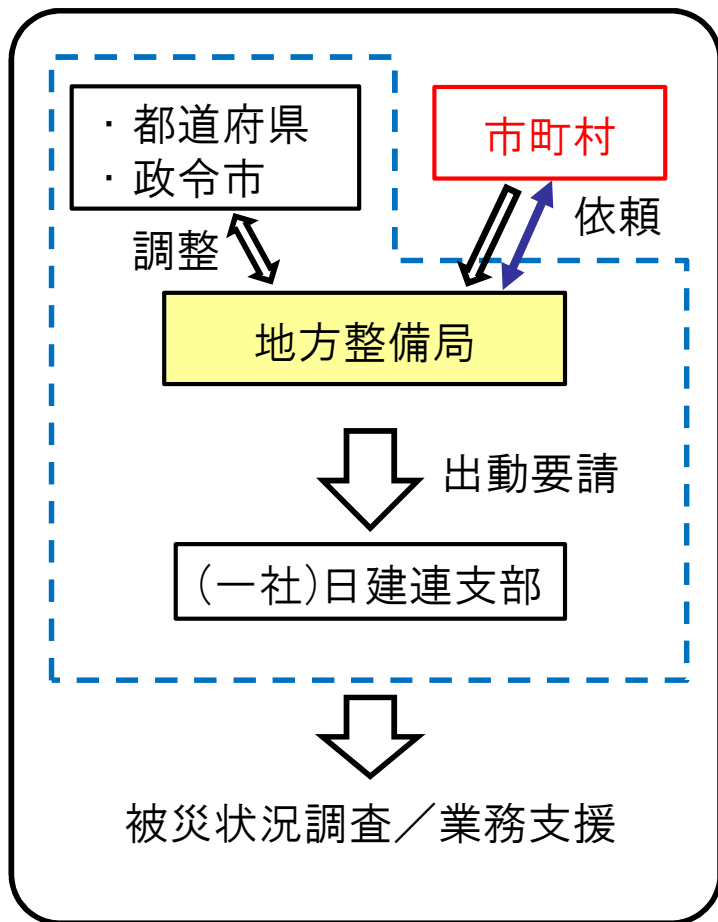 ・都道府県
・政令市
市町村
調整
依頼
地方整備局
出動要請
(一社)日建連支部
被災状況調査／業務支援